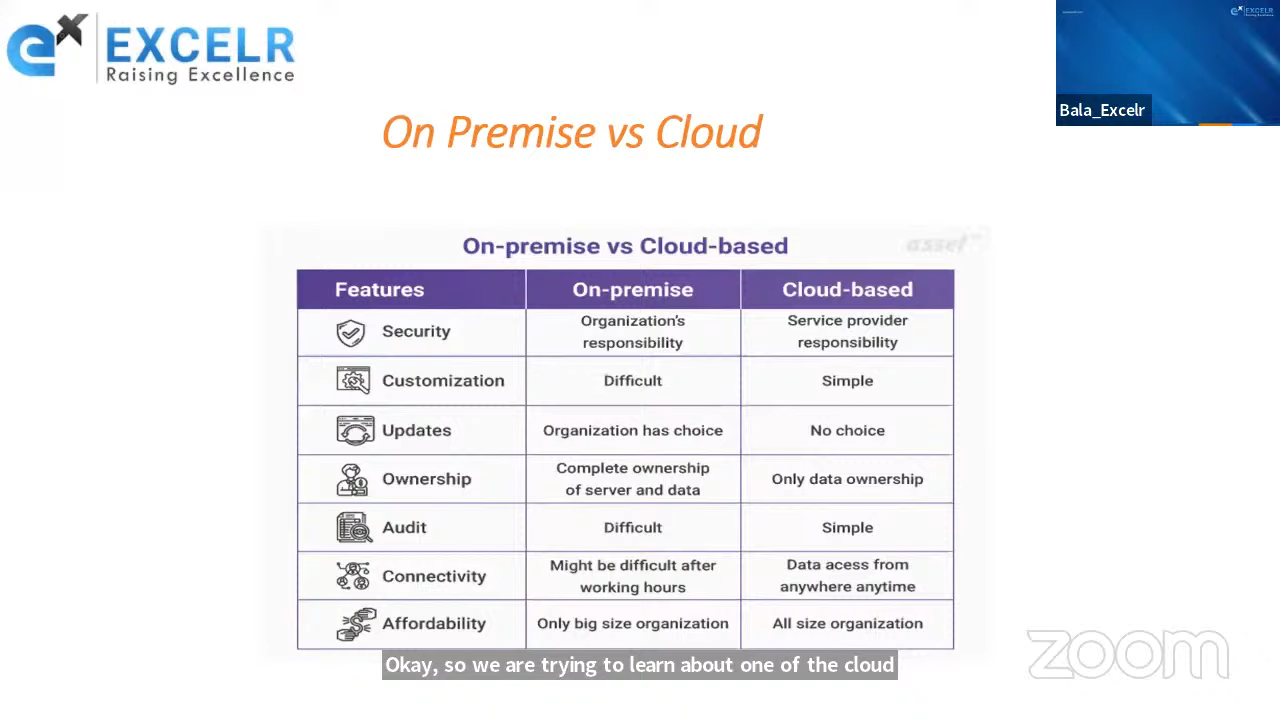 EXCELR
Raising Excellence
EXCELR
Bala_Excelr
On Premise vs Cloud
On-premise vs Cloud-based
asset
Features
On-premise
Cloud-based
Security
Organization's
responsibility
Service provider
responsibility
Customization
Difficult
Simple
Updates
Organization has choice
No choice
Ownership
Complete ownership
of server and data
Only data ownership
Audit
Difficult
Simple
Connectivity
Might be difficult after
working hours
Data acess from
anywhere anytime
Affordability
Only big size organization
All size organization
Okay, so we are trying to learn about one of the cloud
zoom